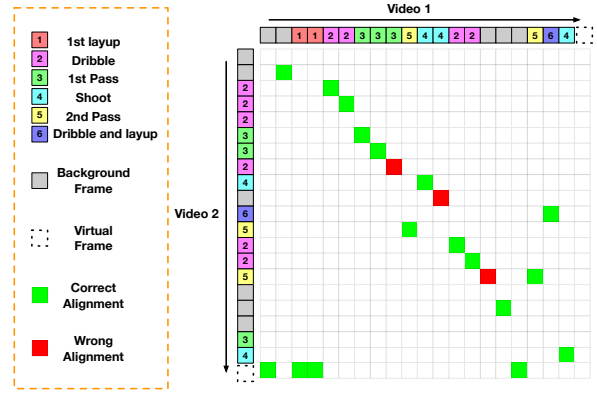 Video 1
1 1 2 2 3 3 3 5 4 4 2 2 5 6 4
1 1st layup
2 Dribble
3 1st Pass
4 Shoot
5 2nd Pass
6 Dribble and layup
Background
Frame
Virtual
Frame
Correct
Alignment
Wrong
Alignment
Video 2
2
2
2
3
3
2
4
6
5
2
2
5
3
4